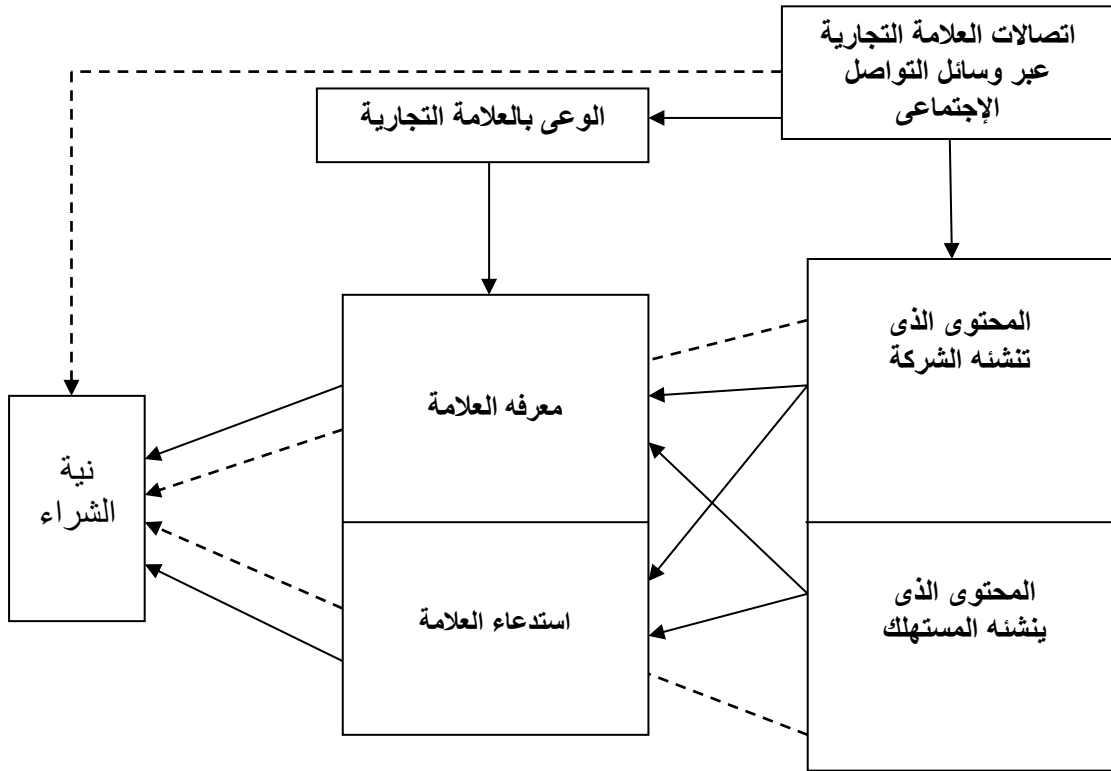 اتصالات العلامة التجارية
عبر وسائل التواصل
الإجتماعى
الوعى بالعلامة التجارية
المحتوى الذى
تنشئه الشركة
معرفه العلامة
نية
الشراء
المحتوى الذى
ينشئه المستهلك
استدعاء العلامة